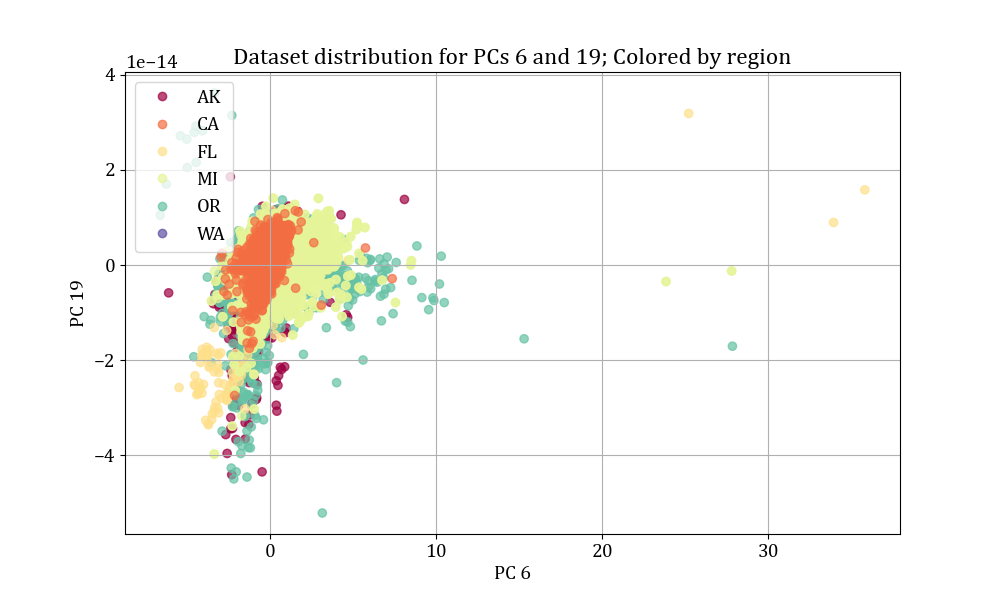 Dataset distribution for PCs 6 and 19; Colored by region
1e−14
4
2
0
−2
−4
PC 19
AK
CA
FL
MI
OR
WA
0
10
20
30
PC 6